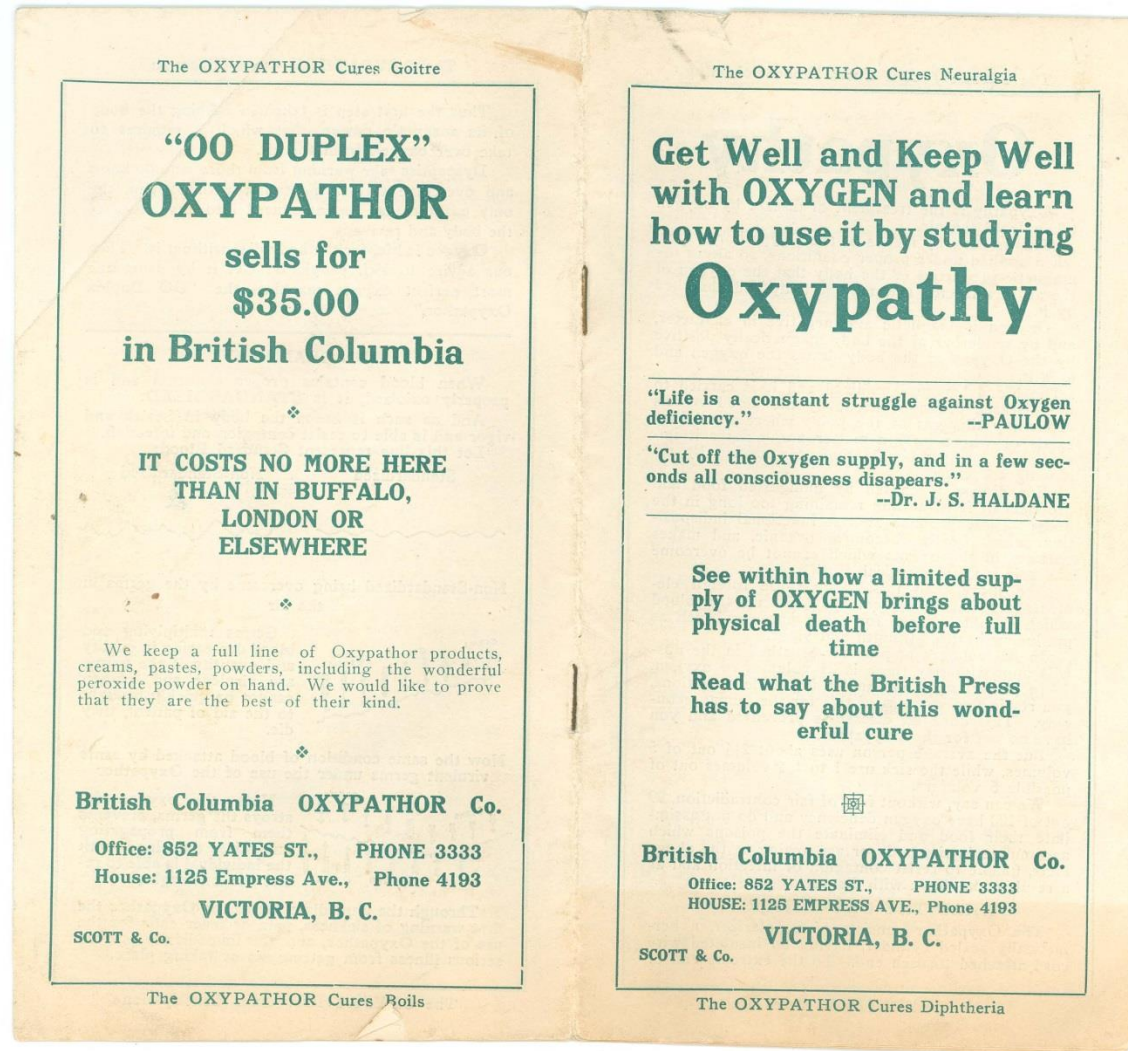 The OXYPATHOR Cures Goitre
"OO DUPLEX"
OXYPATHOR
sells for
$35.00
in British Columbia
IT COSTS NO MORE HERE
THAN IN BUFFALO,
LONDON OR
ELSEWHERE
We keep a full line of Oxypathor products,
creams, pastes, powders, including the wonderful
peroxide powder on hand. We would like to prove
that they are the best of their kind.
British Columbia OXYPATHOR Co.
Office: 852 YATES ST., PHONE 3333
House: 1125 Empress Ave., Phone 4193
VICTORIA, B. C.
SCOTT & Co.
The OXYPATHOR Cures Boils
The OXYPATHOR Cures Neuralgia
Get Well and Keep Well
with OXYGEN and learn
how to use it by studying
Oxypathy
"Life is a constant struggle against Oxygen
deficiency." --PAULOW
"Cut off the Oxygen supply, and in a few sec-
onds all consciousness disapears."
--Dr. J. S. HALDANE
See within how a limited sup-
ply of OXYGEN brings about
physical death before full
time
Read what the British Press
has to say about this wond-
erful cure
British Columbia OXYPATHOR Co.
Office: 852 YATES ST., PHONE 3333
HOUSE: 1125 EMPRESS AVE., Phone 4193
VICTORIA, B. C.
SCOTT & Co.
The OXYPATHOR Cures Diphtheria